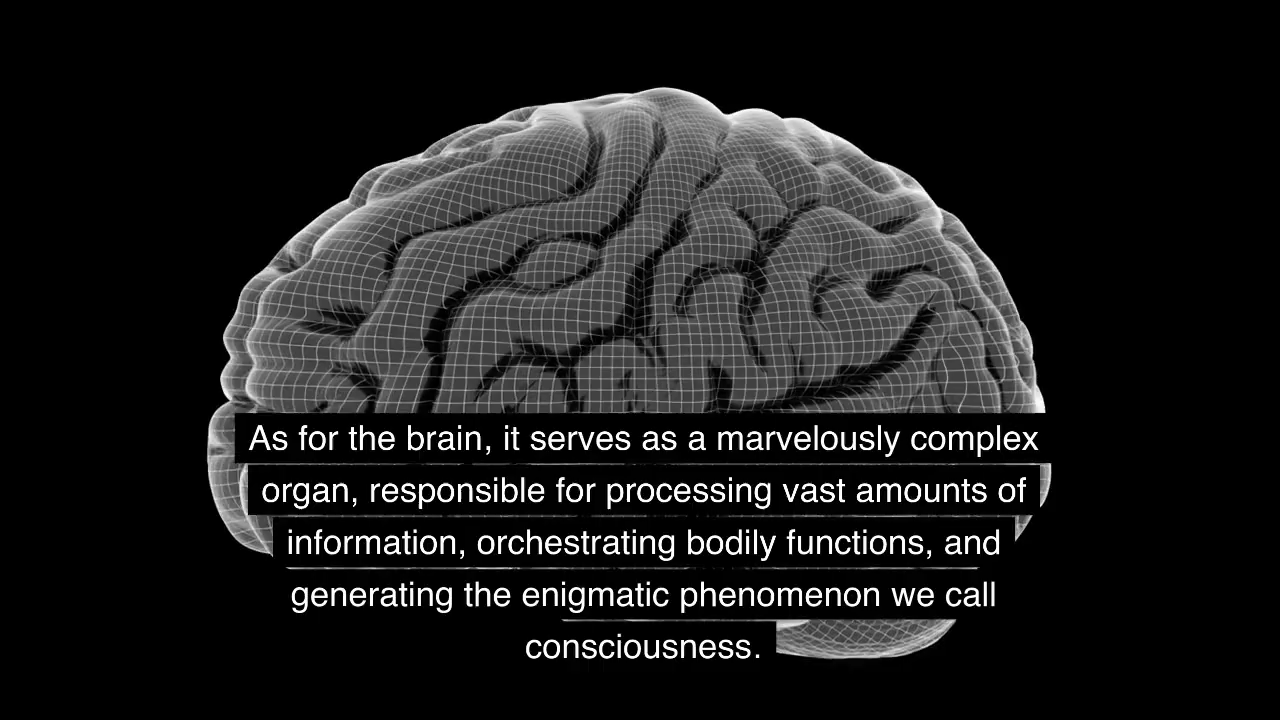 As for the brain, it serves as a marvelously complex
organ, responsible for processing vast amounts of
information, orchestrating bodily functions, and
generating the enigmatic phenomenon we call
consciousness.